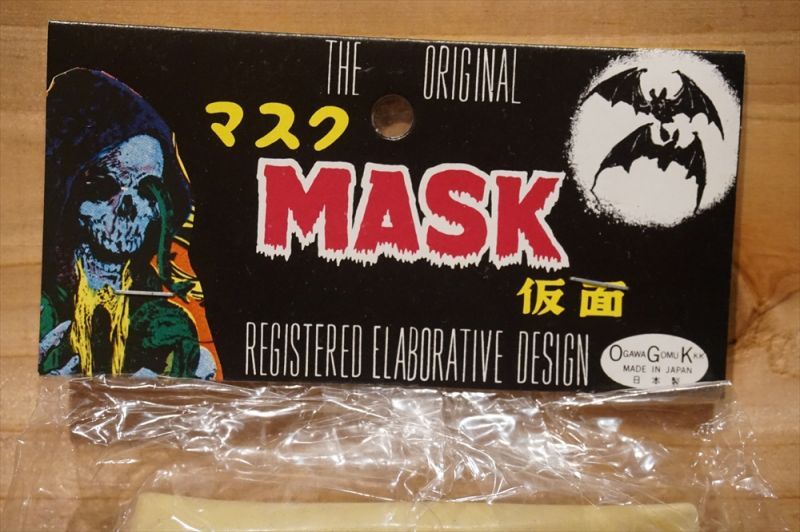 THE ORIGINAL
マスク
MASK
仮面
REGISTERED ELABORATIVE DESIGN
OGAWA GOMU K.K.K
MADE IN JAPAN
日本製